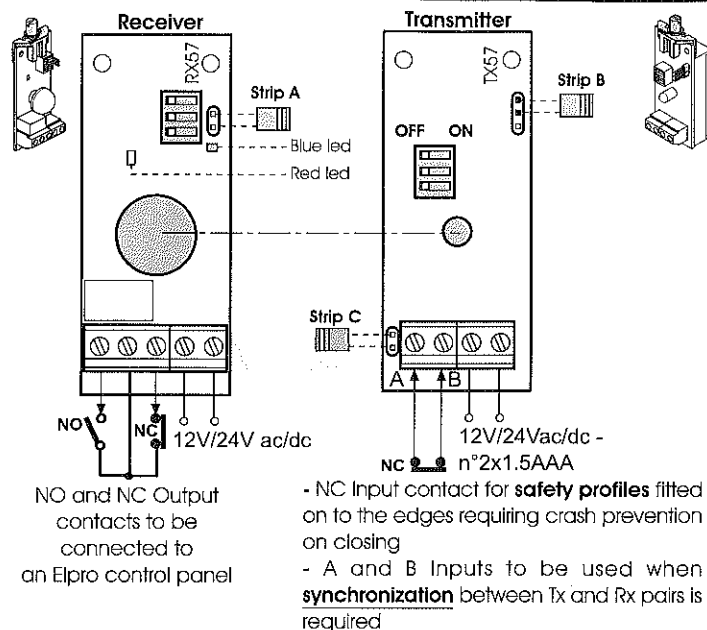 Receiver
Transmitter
RX57
TX57
Strip A
Strip B
Blue led
Red led
OFF ON
Strip C
A B
NO NC 12V/24V ac/dc
12V/24Vac/dc -
NC n°2x1.5AAA
NO and NC Output
contacts to be
connected to
an Elpro control panel
- NC Input contact for safety profiles fitted
on to the edges requiring crash prevention
on closing
- A and B Inputs to be used when
synchronization between Tx and Rx pairs is
required